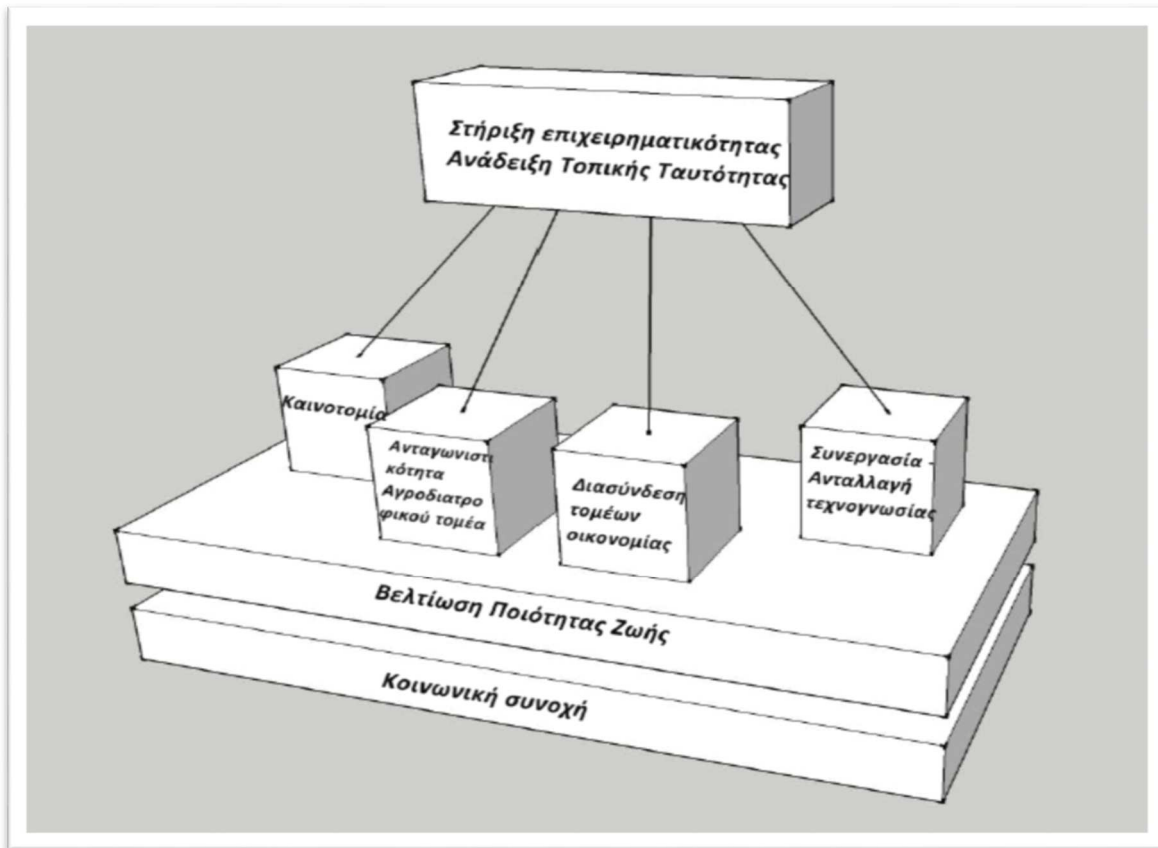 Στήριξη επιχειρηματικότητας
Ανάδειξη Τοπικής Ταυτότητας
Καινοτομία
Ανταγωνιστι
κότητα
Αγροδιατρο
φικού τομέα
Διασύνδεση
τομέων
οικονομίας
Συνεργασία -
Ανταλλαγή
τεχνογνωσίας
Βελτίωση Ποιότητας Ζωής
Κοινωνική συνοχή